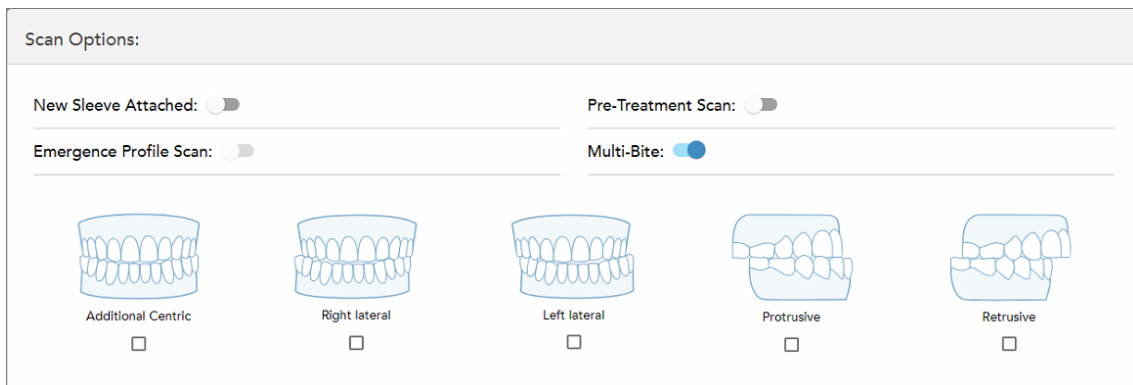 Scan Options:
New Sleeve Attached:
Pre-Treatment Scan:
Emergence Profile Scan:
Multi-Bite:
Additional Centric
Right lateral
Left lateral
Protrusive
Retrusive